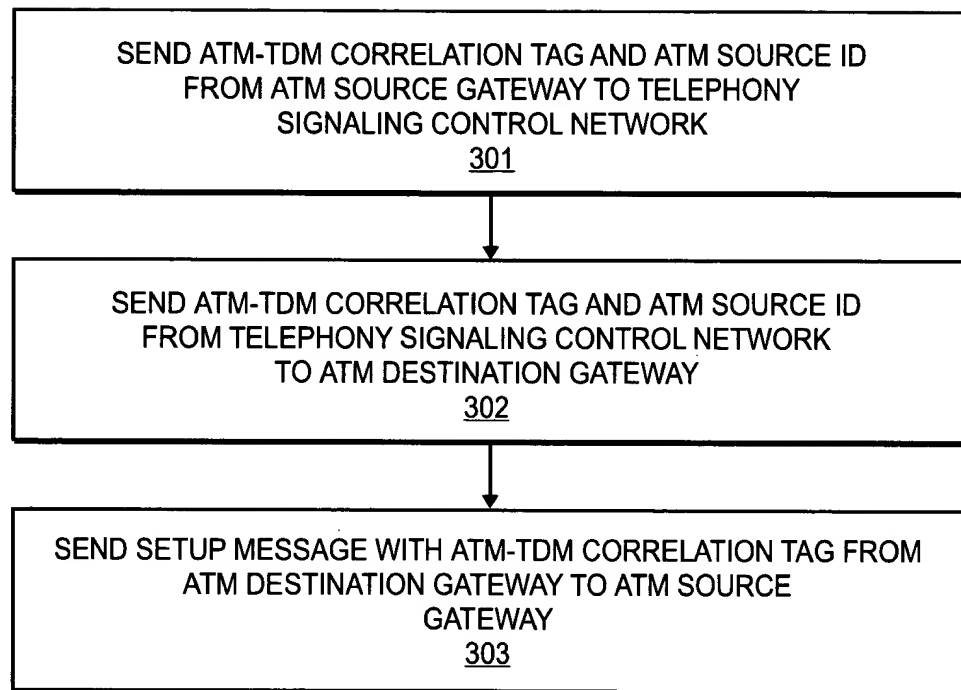 SEND ATM-TDM CORRELATION TAG AND ATM SOURCE ID
FROM ATM SOURCE GATEWAY TO TELEPHONY
SIGNALING CONTROL NETWORK
301
SEND ATM-TDM CORRELATION TAG AND ATM SOURCE ID
FROM TELEPHONY SIGNALING CONTROL NETWORK
TO ATM DESTINATION GATEWAY
302
SEND SETUP MESSAGE WITH ATM-TDM CORRELATION TAG FROM
ATM DESTINATION GATEWAY TO ATM SOURCE
GATEWAY
303